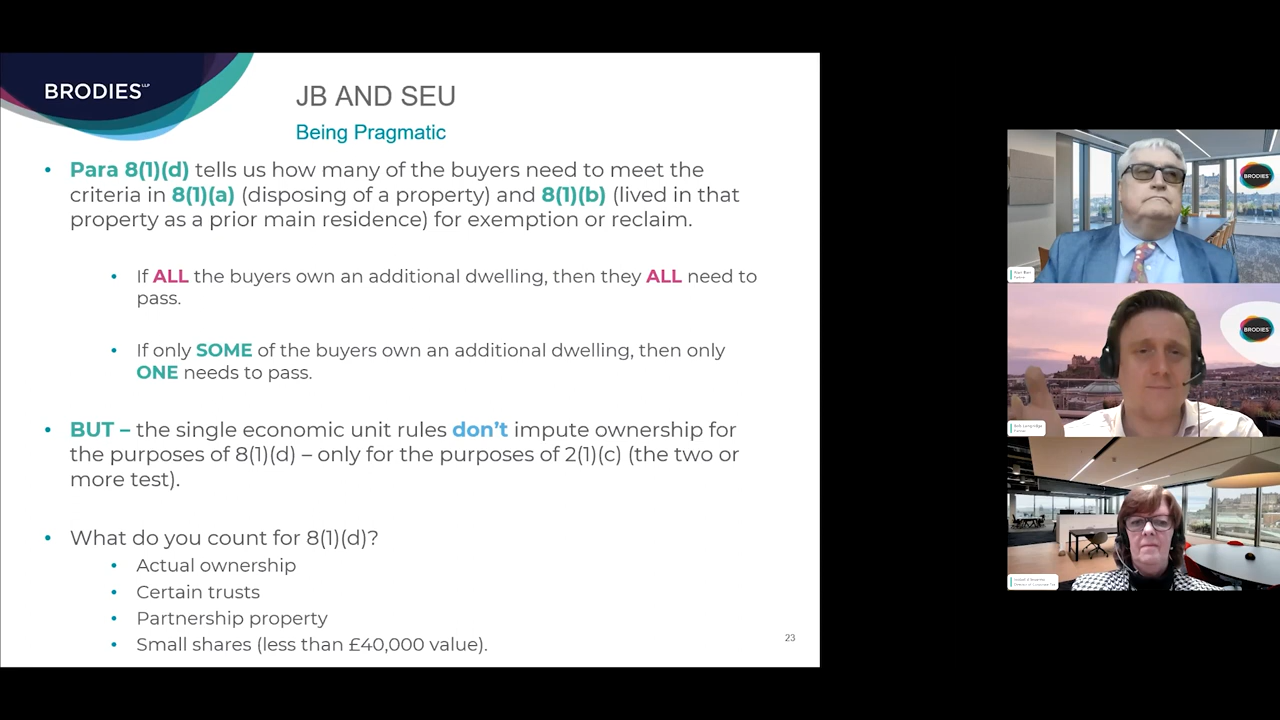 BRODIES LLP
JB AND SEU
Being Pragmatic
• Para 8(1)(d) tells us how many of the buyers need to meet the
criteria in 8(1)(a) (disposing of a property) and 8(1)(b) (lived in that
property as a prior main residence) for exemption or reclaim.
• If ALL the buyers own an additional dwelling, then they ALL need to
pass.
• If only SOME of the buyers own an additional dwelling, then only
ONE needs to pass.
• BUT – the single economic unit rules don't impute ownership for
the purposes of 8(1)(d) – only for the purposes of 2(1)(c) (the two or
more test).
• What do you count for 8(1)(d)?
• Actual ownership
• Certain trusts
• Partnership property
• Small shares (less than £40,000 value).
23
BRODIES
BRODIES